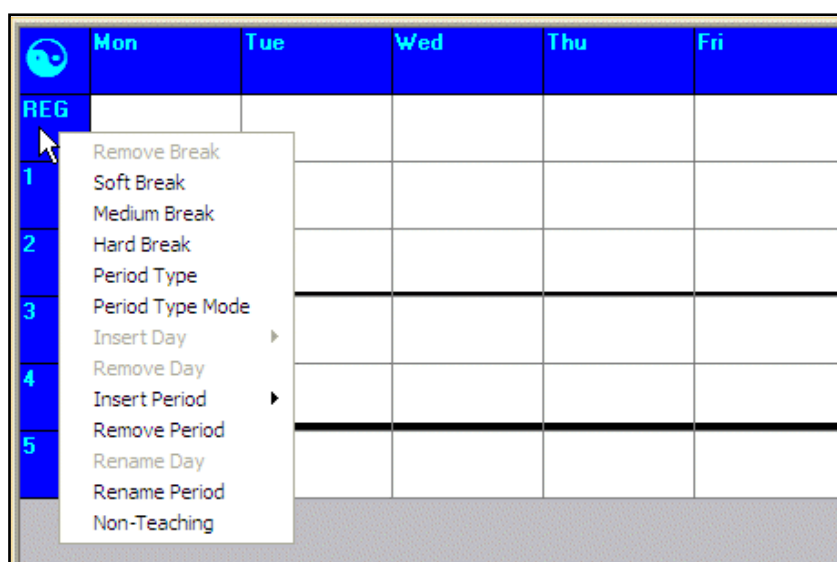 Mon Tue Wed Thu Fri
REG
1
2
3
4
5
Remove Break
Soft Break
Medium Break
Hard Break
Period Type
Period Type Mode
Insert Day
Remove Day
Insert Period
Remove Period
Rename Day
Rename Period
Non-Teaching